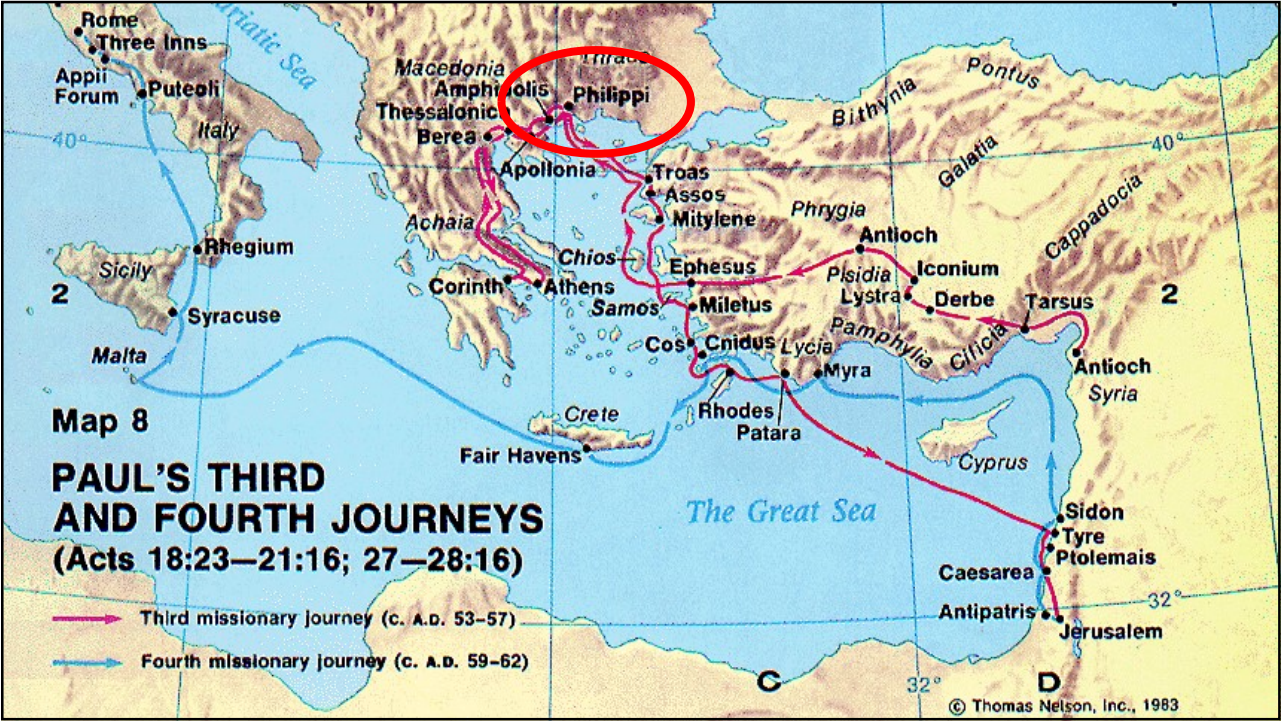 Rome
Three Inns
Appii
Forum
Puteoli
Italy
Adriatic Sea
40°
Rhegium
Sicily
2
Syracuse
Malta
Macedonia
Thrace
Amphipolis
Philippi
Thessalonica
Berea
Apollonia
Troas
Assos
Mitylene
Achaia
Chios
Ephesus
Corinth
Athens
Samos
Miletus
Cos
Cnidus
Lycia
Myra
Rhodes
Patara
Crete
Fair Havens
Bithynia
Pontus
40°
Galatia
Cappadocia
Phrygia
Antioch
Pisidia
Iconium
Lystra
Derbe
Tarsus
2
Pamphylia
Cilicia
Antioch
Syria
Cyprus
The Great Sea
Sidon
Tyre
Ptolemais
Caesarea
Antipatris
32°
Jerusalem
Map 8
PAUL'S THIRD
AND FOURTH JOURNEYS
(Acts 18:23—21:16; 27—28:16)
Third missionary journey (c. A.D. 53–57)
Fourth missionary journey (c. A.D. 59–62)
C
32°
D
© Thomas Nelson, Inc., 1983